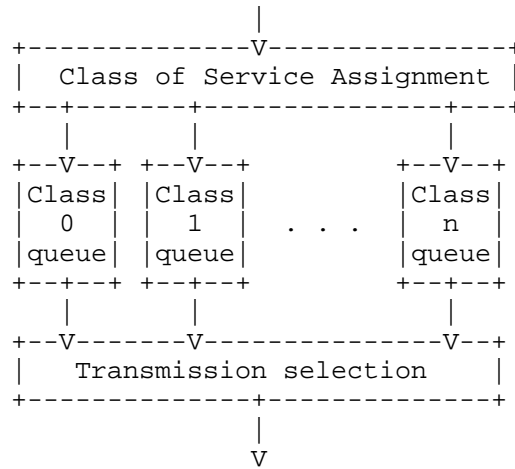 |
+--------------V---------------+
| Class of Service Assignment |
+--+-------+---------------+---+
| | |
+--V--+ +--V--+ +--V--+
|Class| |Class| |Class|
| 0 | | 1 | . . . | n |
|queue| |queue| |queue|
+--+--+ +--+--+ +--+--+
| | |
+--V-------V---------------V--+
| Transmission selection |
+--------------+--------------+
|
V